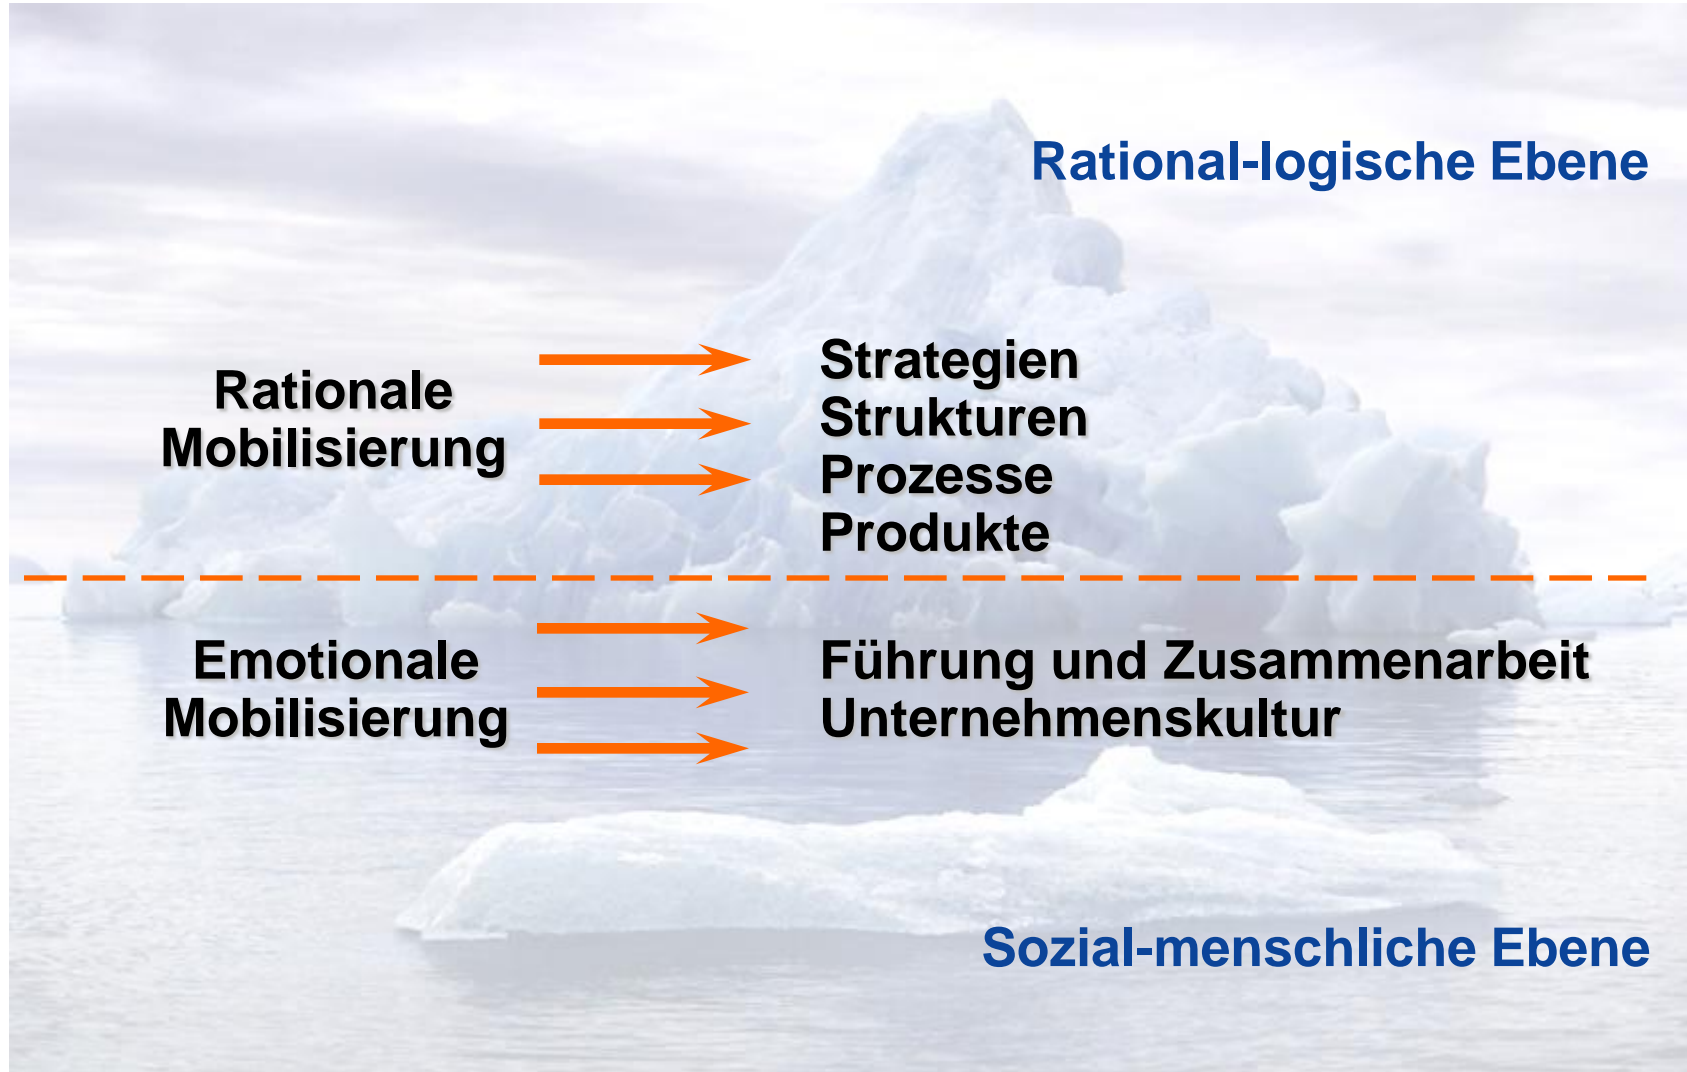 Rational-logische Ebene
Rationale
Mobilisierung
Strategien
Strukturen
Prozesse
Produkte
Emotionale
Mobilisierung
Führung und Zusammenarbeit
Unternehmenskultur
Sozial-menschliche Ebene